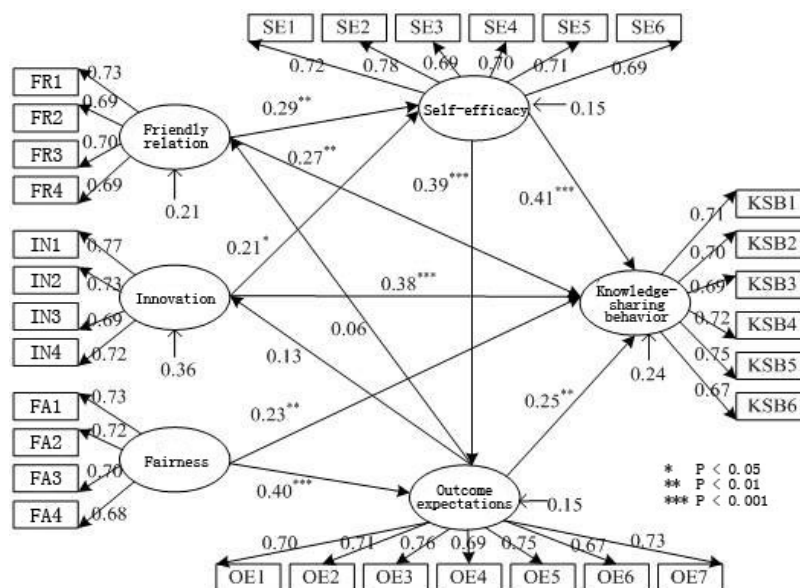 SE1 SE2 SE3 SE4 SE5 SE6
0.72 0.78 0.69 0.70 0.71 0.69
FR1 0.73
FR2 0.69
FR3 0.70
FR4 0.69
Friendly
relation
0.21
0.29**
Self-efficacy
0.15
0.27**
0.39***
0.41***
IN1 0.77
IN2 0.73
IN3 0.69
IN4 0.72
Innovation
0.36
0.21*
0.38***
0.06
0.13
Knowledge-
sharing
behavior
0.24
0.71 KSB1
0.70 KSB2
0.69 KSB3
0.72 KSB4
0.75 KSB5
0.67 KSB6
FA1 0.73
FA2 0.72
FA3 0.70
FA4 0.68
Fairness
0.23**
0.25**
0.40***
Outcome
expectations
0.15
* P < 0.05
** P < 0.01
*** P < 0.001
0.70 0.71 0.76 0.69 0.75 0.67 0.73
OE1 OE2 OE3 OE4 OE5 OE6 OE7